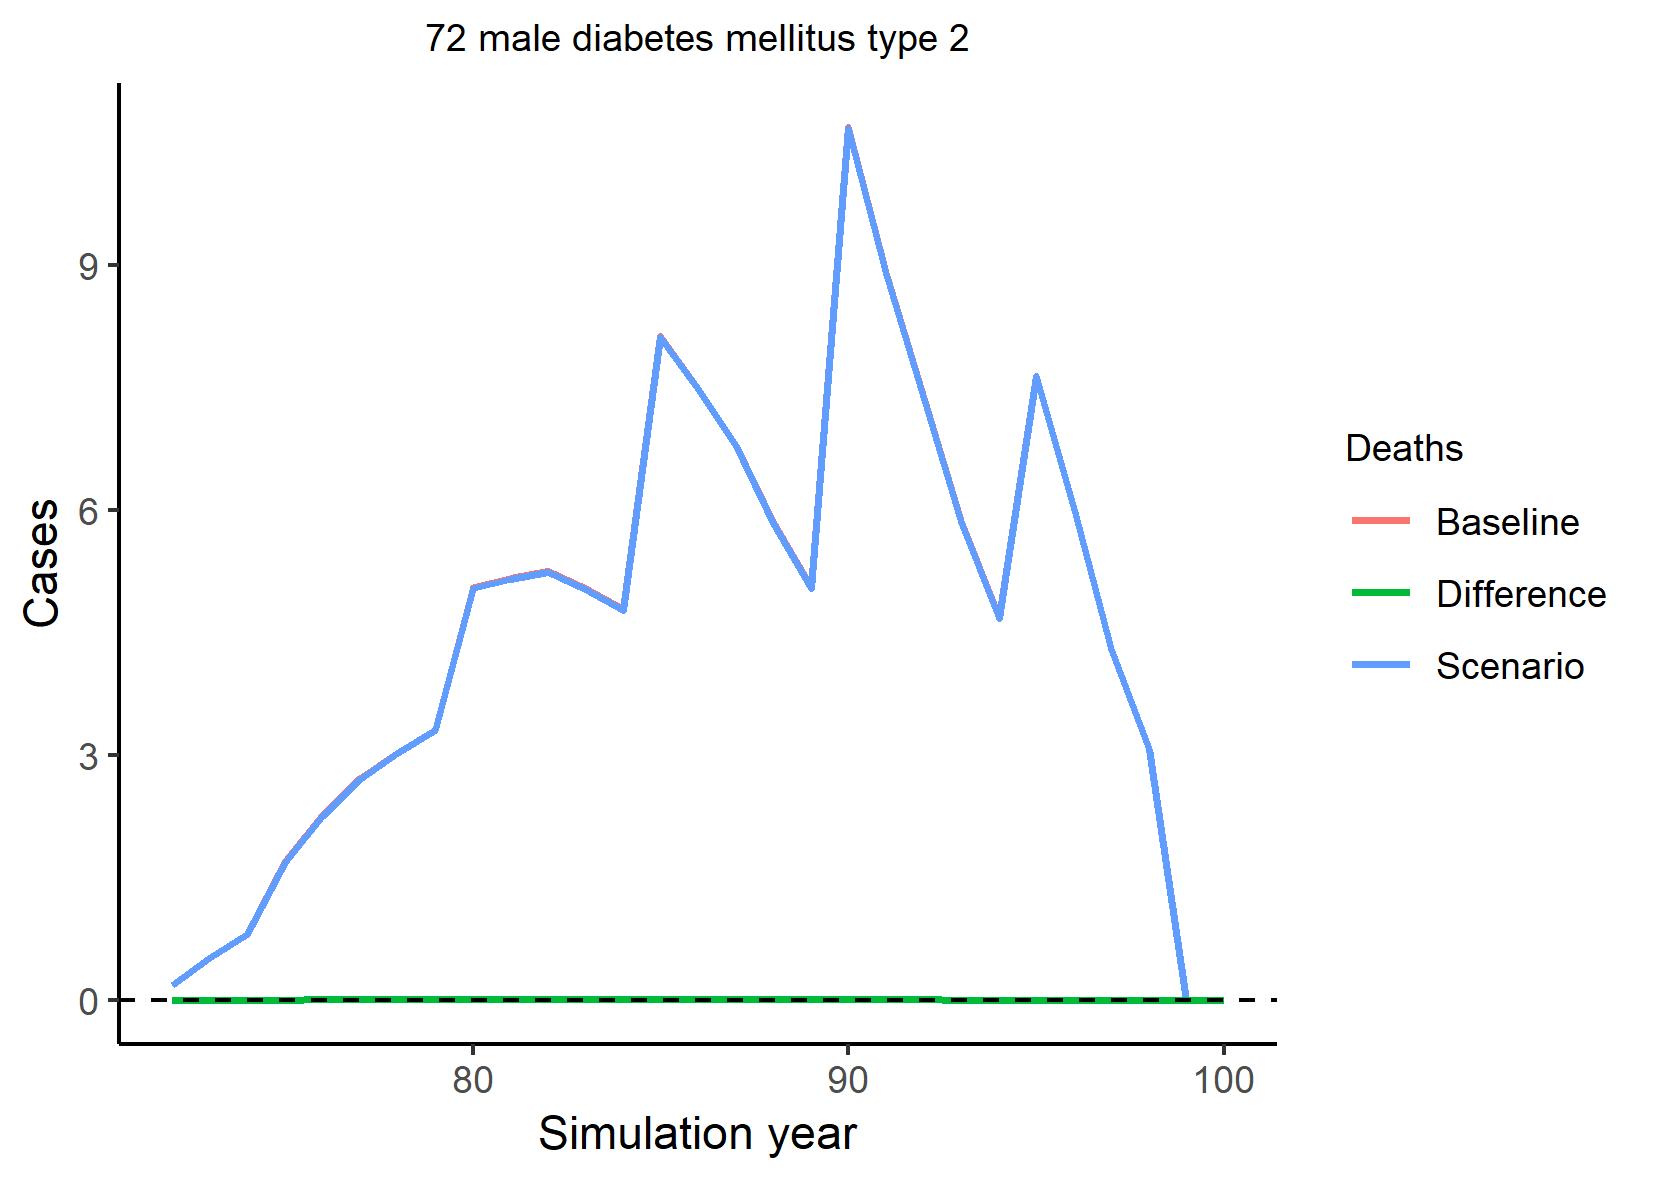 72 male diabetes mellitus type 2
Cases
9
6
3
0
80
90
100
Simulation year
Deaths
Baseline
Difference
Scenario